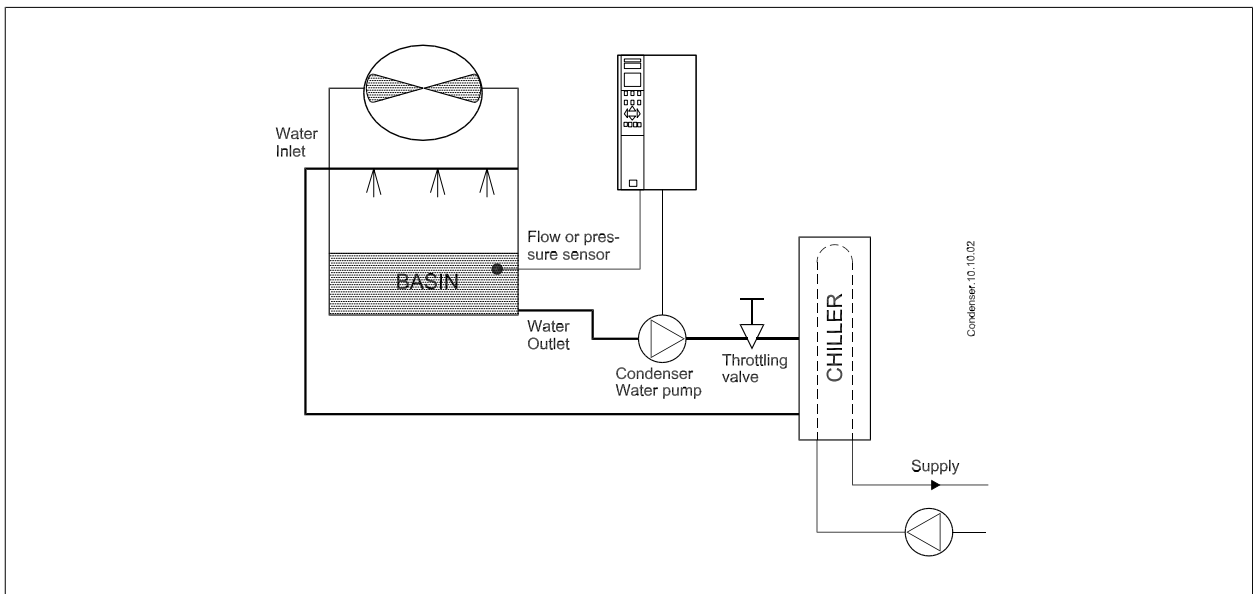 Water
Inlet
Flow or pres-
sure sensor
BASIN
Water
Outlet
Condenser
Water pump
Throttling
valve
CHILLER
Supply
Condenser.10.10.02